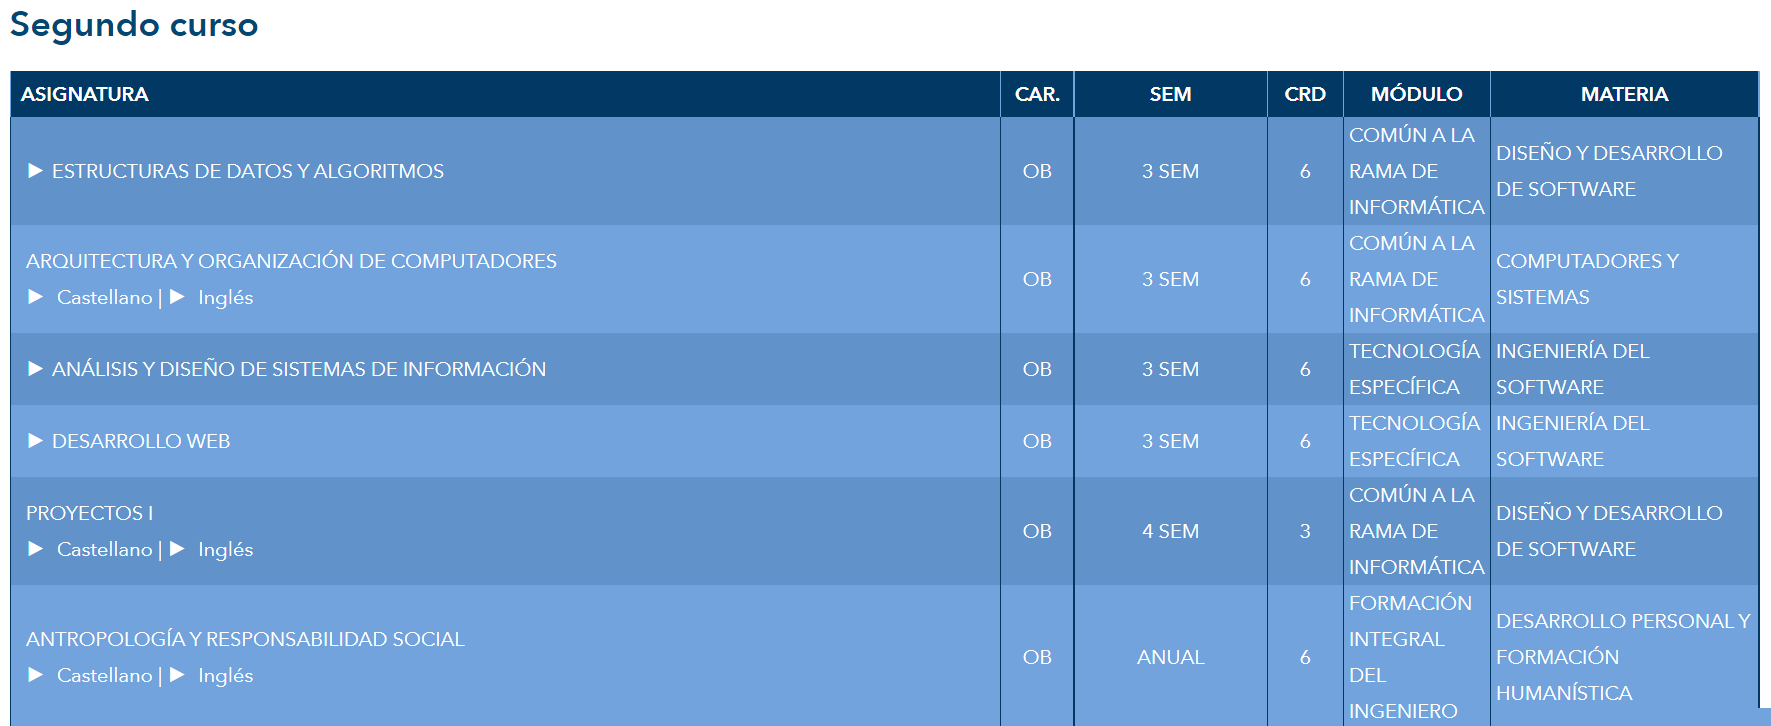 Segundo curso
ASIGNATURA CAR. SEM CRD MÓDULO MATERIA
► ESTRUCTURAS DE DATOS Y ALGORITMOS OB 3 SEM 6 COMÚN A LA RAMA DE INFORMÁTICA DISEÑO Y DESARROLLO DE SOFTWARE
ARQUITECTURA Y ORGANIZACIÓN DE COMPUTADORES
► Castellano | ► Inglés OB 3 SEM 6 COMÚN A LA RAMA DE INFORMÁTICA COMPUTADORES Y SISTEMAS
► ANÁLISIS Y DISEÑO DE SISTEMAS DE INFORMACIÓN OB 3 SEM 6 TECNOLOGÍA ESPECÍFICA INGENIERÍA DEL SOFTWARE
► DESARROLLO WEB OB 3 SEM 6 TECNOLOGÍA ESPECÍFICA INGENIERÍA DEL SOFTWARE
PROYECTOS I
► Castellano | ► Inglés OB 4 SEM 3 COMÚN A LA RAMA DE INFORMÁTICA DISEÑO Y DESARROLLO DE SOFTWARE
ANTROPOLOGÍA Y RESPONSABILIDAD SOCIAL
► Castellano | ► Inglés OB ANUAL 6 FORMACIÓN INTEGRAL DEL INGENIERO DESARROLLO PERSONAL Y FORMACIÓN HUMANÍSTICA